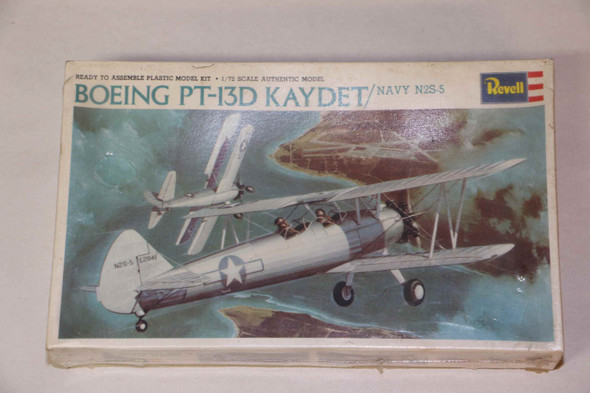 READY TO ASSEMBLE PLASTIC MODEL KIT • 1/72 SCALE AUTHENTIC MODEL
BOEING PT-13D KAYDET/NAVY N2S-5
Revell
N2S-5